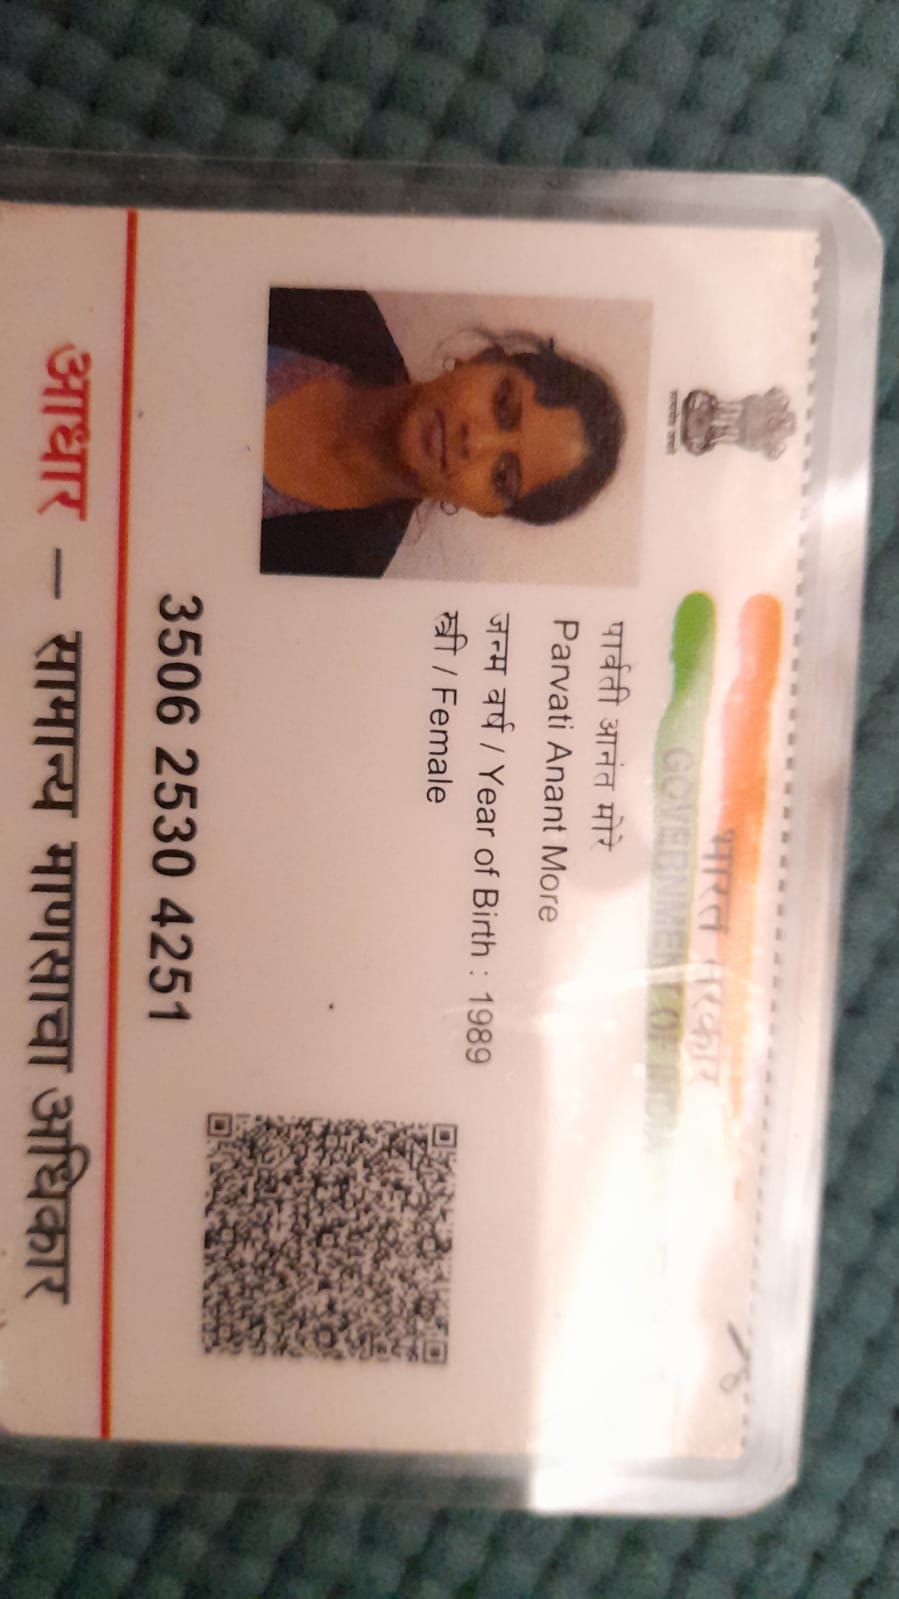 भारत सरकार
GOVERNMENT OF INDIA
पार्वती आनंत मोरे
Parvati Anant More
जन्म वर्ष / Year of Birth : 1989
स्त्री / Female
3506 2530 4251
आधार — सामान्य माणसाचा अधिकार